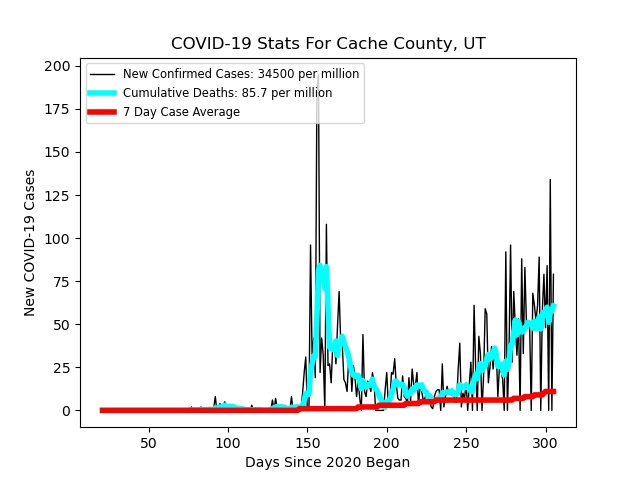 COVID-19 Stats For Cache County, UT
New Confirmed Cases: 34500 per million
Cumulative Deaths: 85.7 per million
7 Day Case Average
New COVID-19 Cases
200
175
150
125
100
75
50
25
0
50 100 150 200 250 300
Days Since 2020 Began